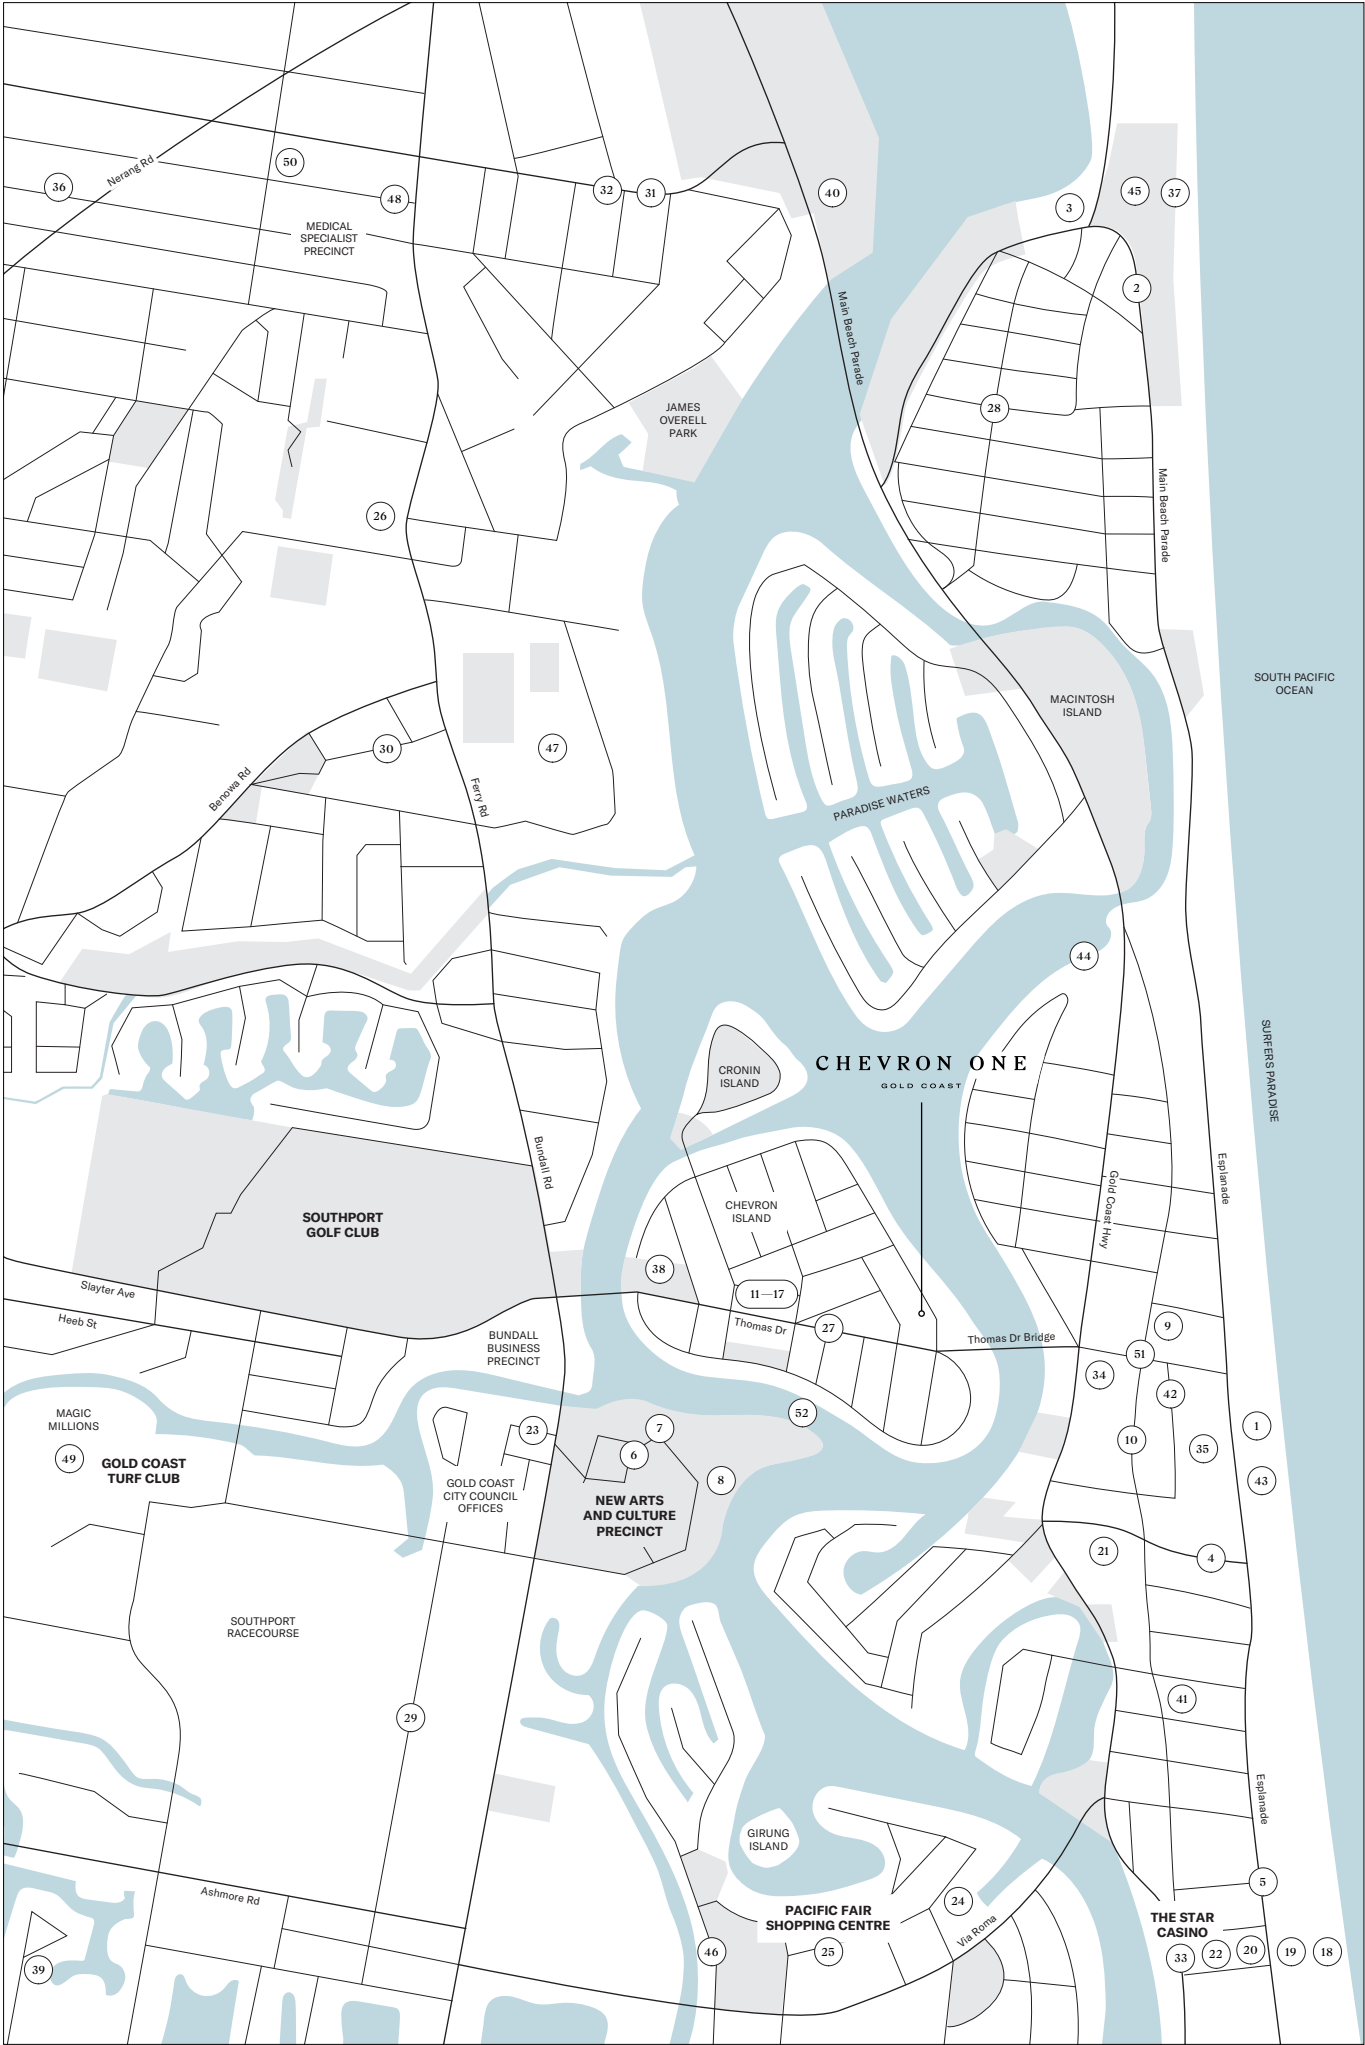 50
36
Nerang Rd
48
32
31
40
3
45
37
MEDICAL
SPECIALIST
PRECINCT
2
Main Beach Parade
28
JAMES
OVERELL
PARK
Main Beach Parade
26
SOUTH PACIFIC
OCEAN
MACINTOSH
ISLAND
30
47
Benowa Rd
Ferry Rd
PARADISE WATERS
44
SURFERS PARADISE
CHEVRON ONE
GOLD COAST
CRONIN
ISLAND
Bundall Rd
Esplanade
Gold Coast Hwy
CHEVRON
ISLAND
SOUTHPORT
GOLF CLUB
38
11—17
Slayter Ave
Heeb St
Thomas Dr
27
Thomas Dr Bridge
9
BUNDALL
BUSINESS
PRECINCT
51
34
42
52
MAGIC
MILLIONS
49
GOLD COAST
TURF CLUB
23
7
6
8
10
35
1
43
GOLD COAST
CITY COUNCIL
OFFICES
NEW ARTS
AND CULTURE
PRECINCT
21
4
SOUTHPORT
RACECOURSE
29
41
Esplanade
GIRUNG
ISLAND
5
Ashmore Rd
24
PACIFIC FAIR
SHOPPING CENTRE
Via Roma
THE STAR
CASINO
39
46
25
33
22
20
19
18